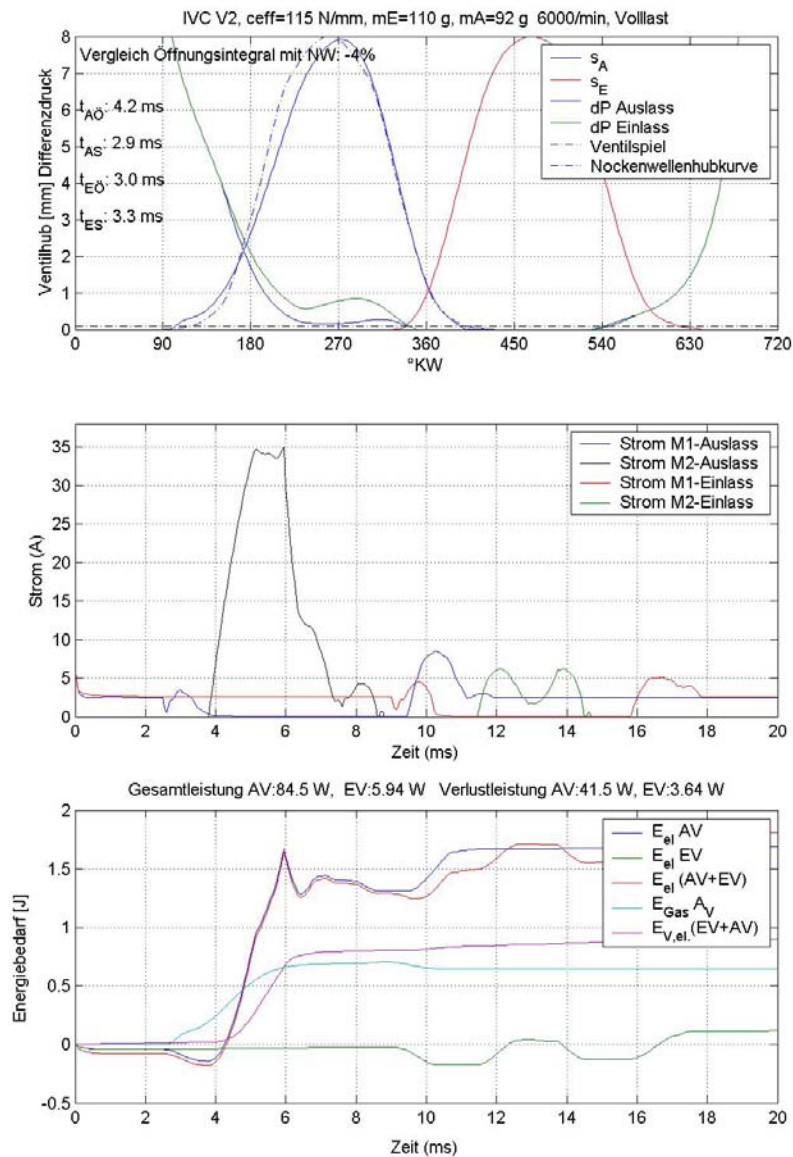 IVC V2, ceff=115 N/mm, mE=110 g, mA=92 g  6000/min, Volllast
Vergleich Öffnungsintegral mit NW: -4%
tAÖ: 4.2 ms
tAS: 2.9 ms
tEÖ: 3.0 ms
tES: 3.3 ms
sA
sE
dP Auslass
dP Einlass
Ventilspiel
Nockenwellenhubkurve
Ventilhub [mm] Differenzdruck
8
7
6
5
4
3
2
1
0
0 90 180 270 360 450 540 630 720
°KW
Strom M1-Auslass
Strom M2-Auslass
Strom M1-Einlass
Strom M2-Einlass
Strom (A)
35
30
25
20
15
10
5
0
0 2 4 6 8 10 12 14 16 18 20
Zeit (ms)
Gesamtleistung AV:84.5 W,  EV:5.94 W   Verlustleistung AV:41.5 W, EV:3.64 W
Eel AV
Eel EV
Eel (AV+EV)
EGas AV
EV,el.(EV+AV)
Energiebedarf [J]
2
1.5
1
0.5
0
-0.5
0 2 4 6 8 10 12 14 16 18 20
Zeit (ms)